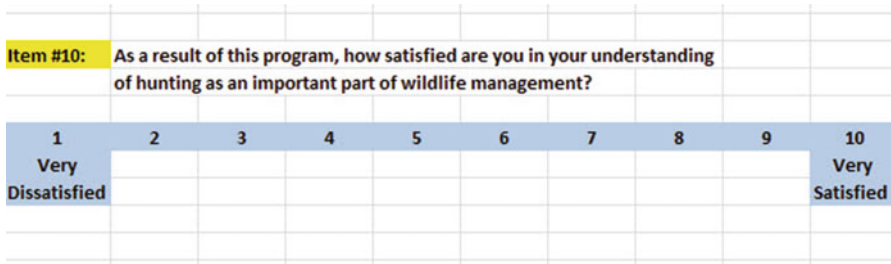 Item #10: As a result of this program, how satisfied are you in your understanding
of hunting as an important part of wildlife management?
1 2 3 4 5 6 7 8 9 10
Very Very
Dissatisfied Satisfied